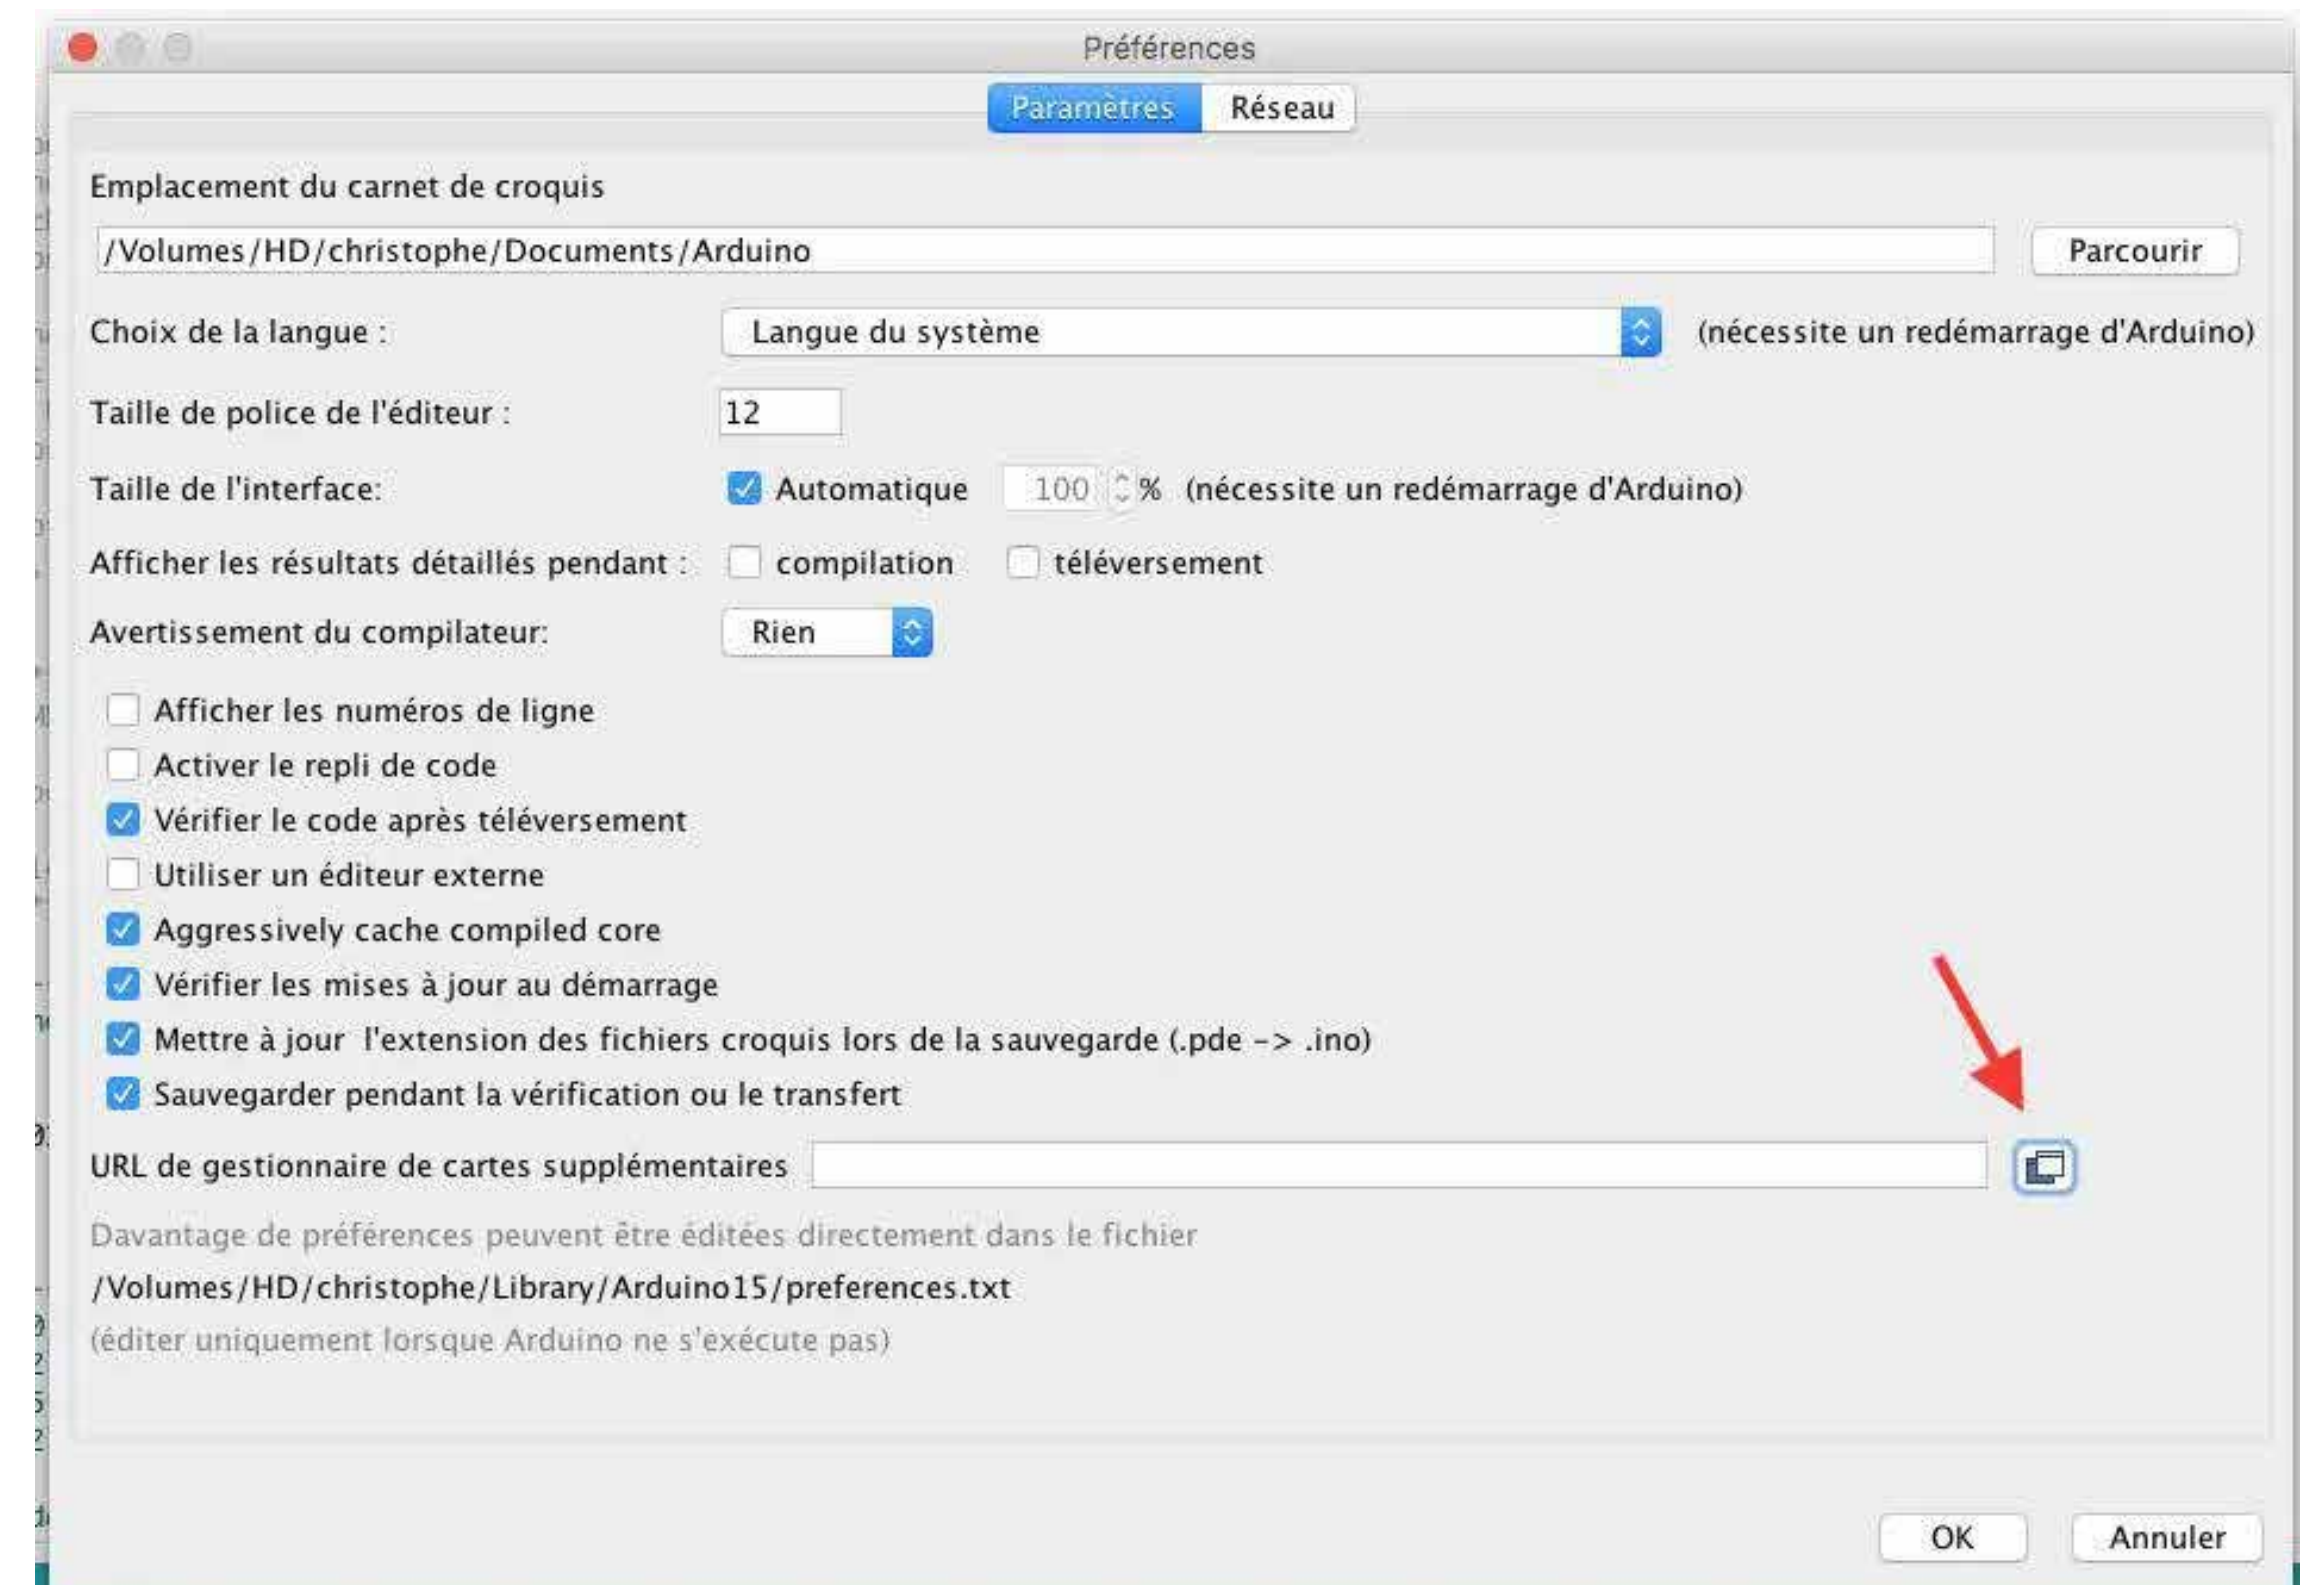 Préférences
Paramètres Réseau
Emplacement du carnet de croquis
/Volumes/HD/christophe/Documents/Arduino Parcourir
Choix de la langue : Langue du système (nécessite un redémarrage d'Arduino)
Taille de police de l'éditeur : 12
Taille de l'interface: Automatique 100 % (nécessite un redémarrage d'Arduino)
Afficher les résultats détaillés pendant : compilation téléversement
Avertissement du compilateur: Rien
Afficher les numéros de ligne
Activer le repli de code
Vérifier le code après téléversement
Utiliser un éditeur externe
Aggressively cache compiled core
Vérifier les mises à jour au démarrage
Mettre à jour  l'extension des fichiers croquis lors de la sauvegarde (.pde -> .ino)
Sauvegarder pendant la vérification ou le transfert
URL de gestionnaire de cartes supplémentaires
Davantage de préférences peuvent être éditées directement dans le fichier
/Volumes/HD/christophe/Library/Arduino15/preferences.txt
(éditer uniquement lorsque Arduino ne s'exécute pas)
OK Annuler